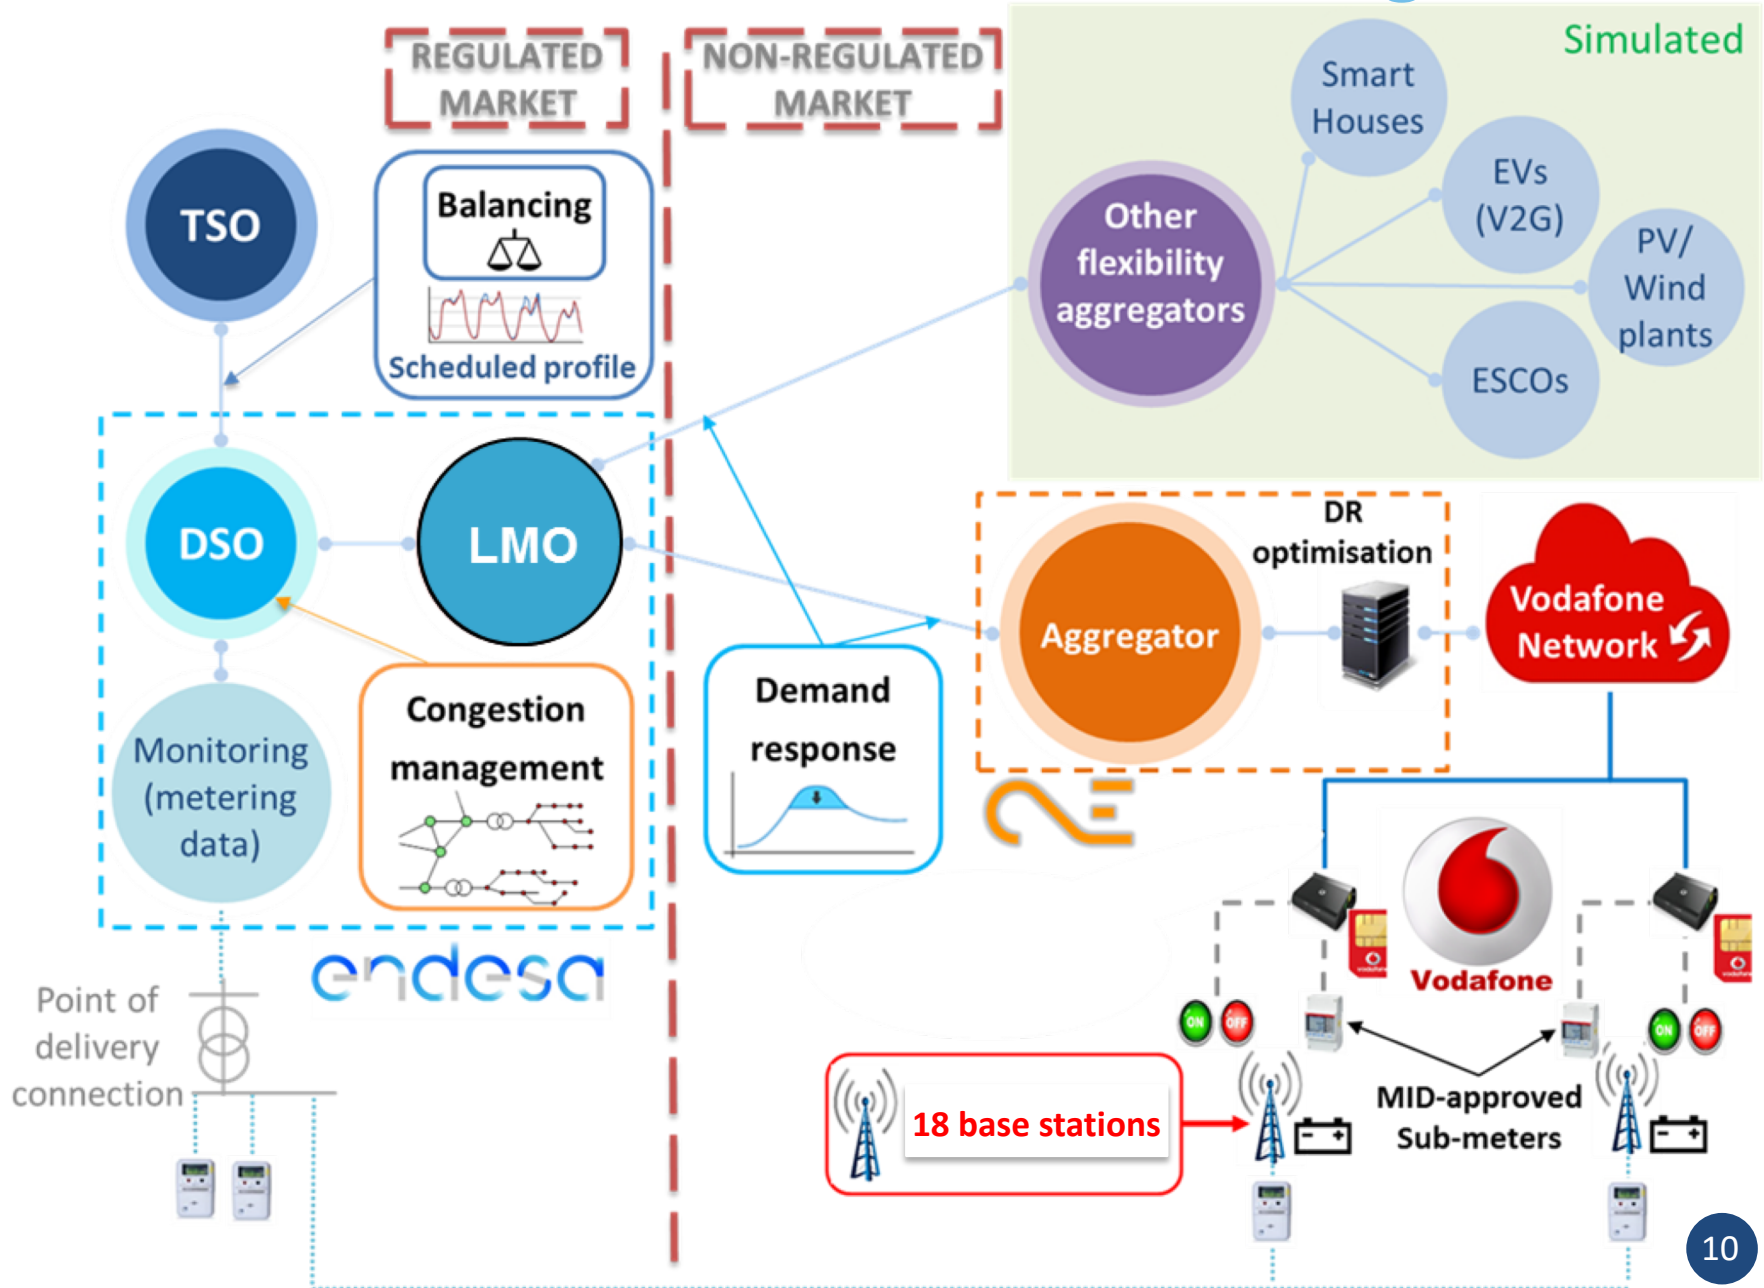 REGULATED
MARKET
NON-REGULATED
MARKET
Simulated
Smart
Houses
EVs
(V2G)
PV/
Wind
plants
ESCOs
Other
flexibility
aggregators
TSO
Balancing
Scheduled profile
DSO
LMO
Monitoring
(metering
data)
Congestion
management
Demand
response
Aggregator
DR
optimisation
Vodafone
Network
endesa
Vodafone
vodafone
vodafone
ON
OFF
ON
OFF
Point of
delivery
connection
18 base stations
MID-approved
Sub-meters
10